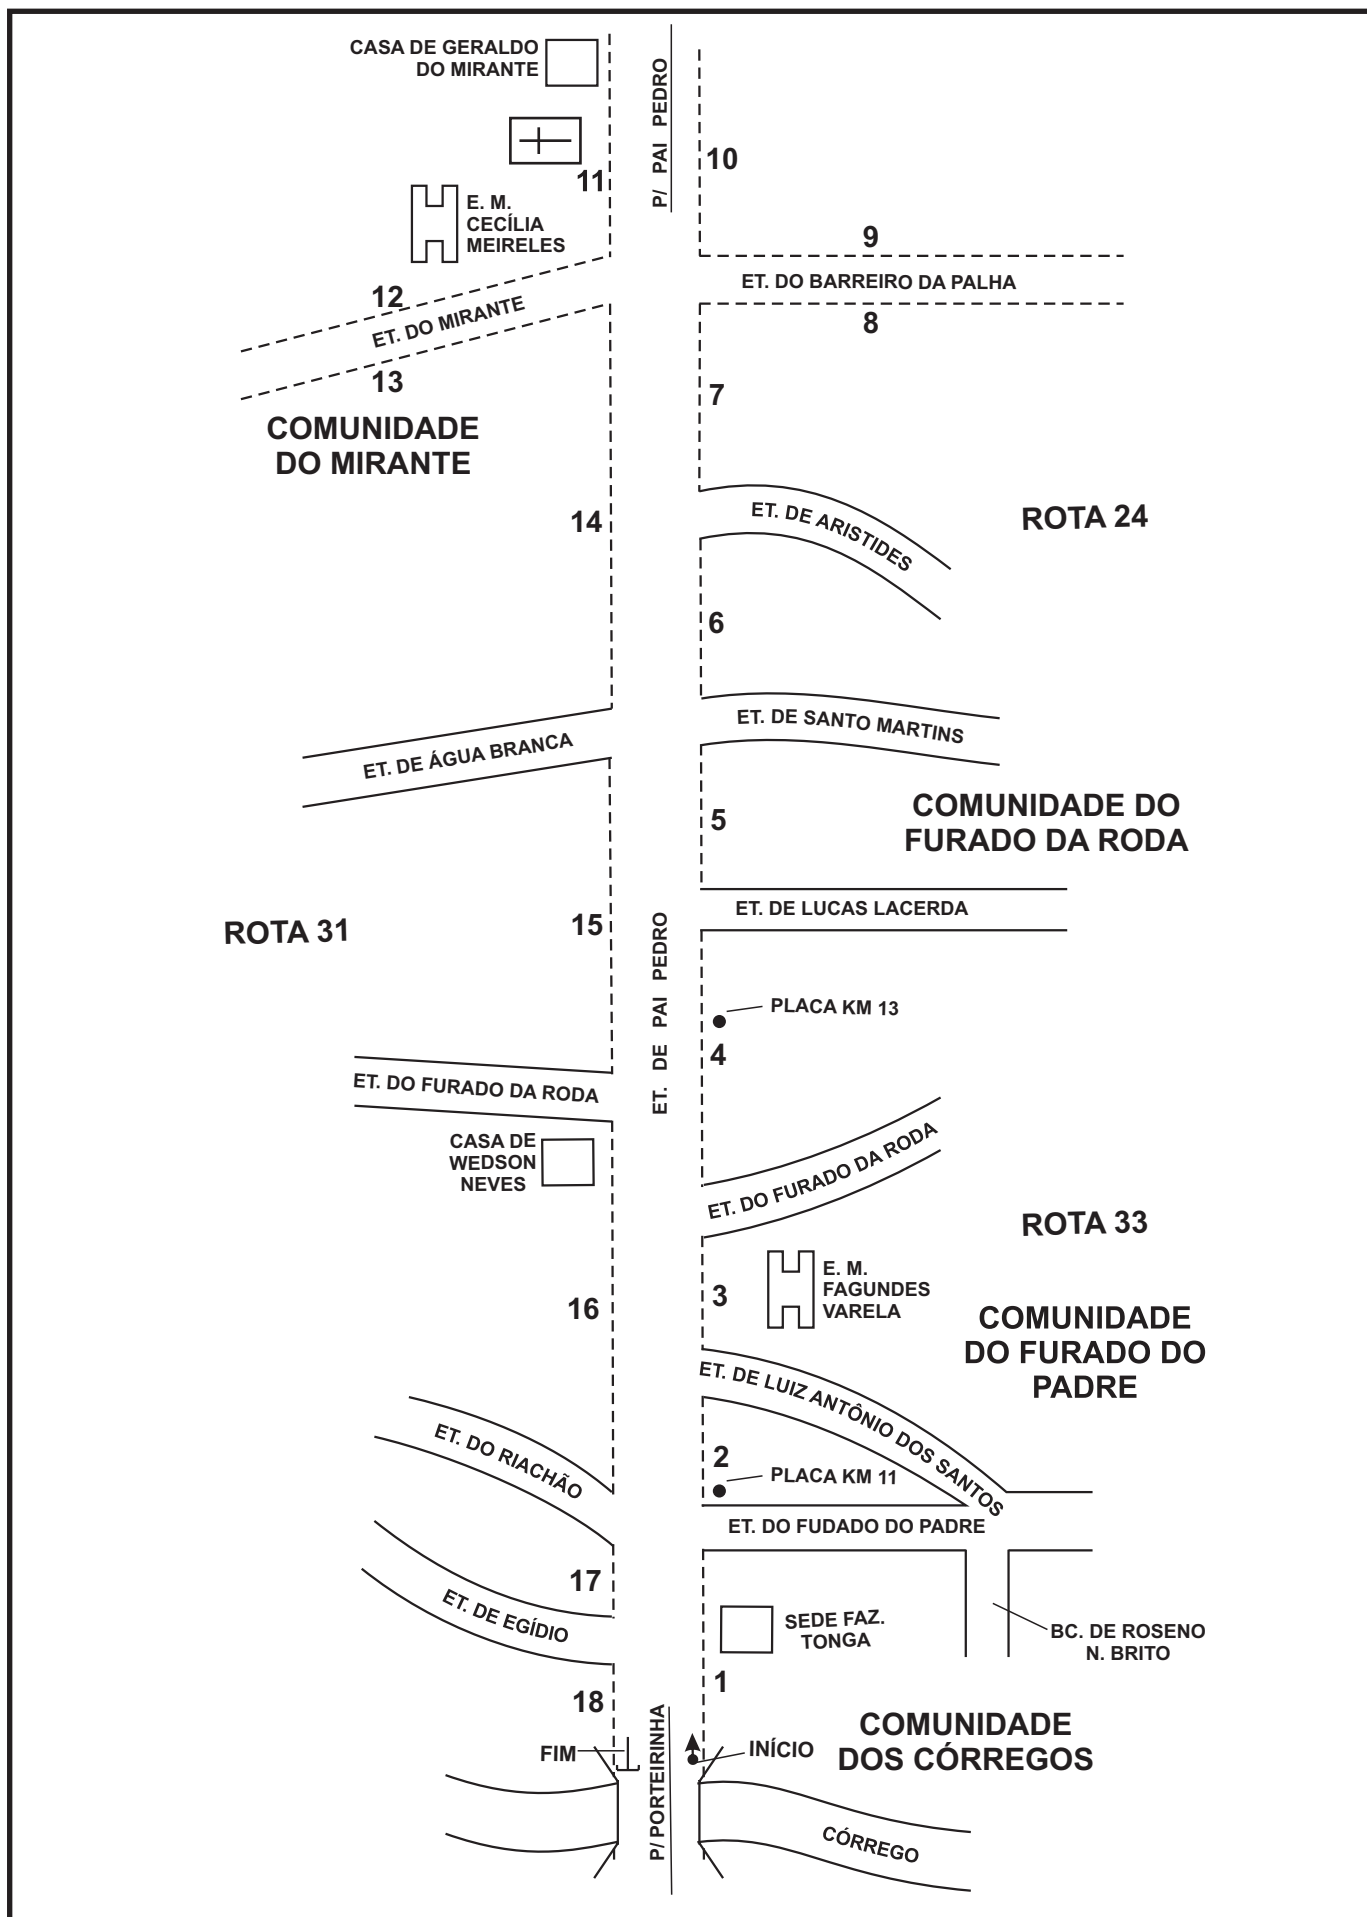 CASA DE GERALDO
DO MIRANTE
P/ PAI PEDRO
10
11
E. M.
CECÍLIA
MEIRELES
9
ET. DO BARREIRO DA PALHA
8
12
ET. DO MIRANTE
13
7
COMUNIDADE
DO MIRANTE
14
ET. DE ARISTIDES
ROTA 24
6
ET. DE SANTO MARTINS
ET. DE ÁGUA BRANCA
5
COMUNIDADE DO
FURADO DA RODA
ET. DE LUCAS LACERDA
ROTA 31
15
ET. DE PAI PEDRO
PLACA KM 13
4
ET. DO FURADO DA RODA
CASA DE
WEDSON
NEVES
ET. DO FURADO DA RODA
ROTA 33
16
3
E. M.
FAGUNDES
VARELA
COMUNIDADE
DO FURADO DO
PADRE
ET. DE LUIZ ANTÔNIO DOS SANTOS
ET. DO RIACHÃO
2
PLACA KM 11
ET. DO FUDADO DO PADRE
17
ET. DE EGÍDIO
SEDE FAZ.
TONGA
BC. DE ROSENO
N. BRITO
18
1
COMUNIDADE
DOS CÓRREGOS
FIM
P/ PORTEIRINHA
INÍCIO
CÓRREGO